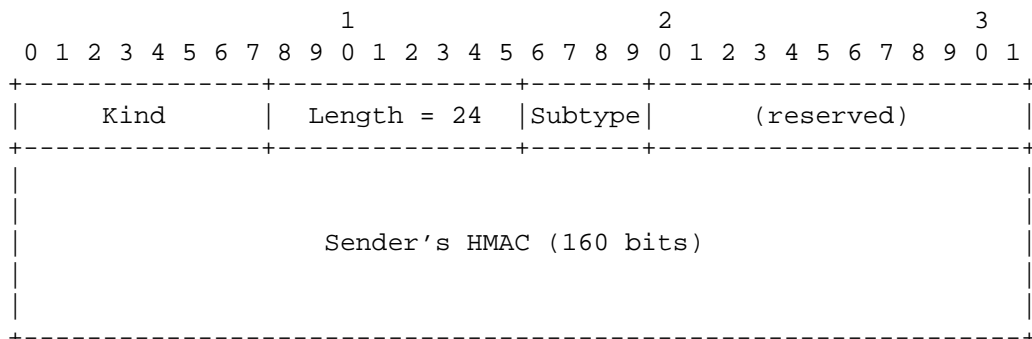 1                   2                   3
 0 1 2 3 4 5 6 7 8 9 0 1 2 3 4 5 6 7 8 9 0 1 2 3 4 5 6 7 8 9 0 1
+---------------+---------------+-------+-----------------------+
|     Kind      |  Length = 24  |Subtype|      (reserved)       |
+---------------+---------------+-------+-----------------------+
|                                                               |
|                                                               |
|                   Sender's HMAC (160 bits)                    |
|                                                               |
|                                                               |
+---------------------------------------------------------------+